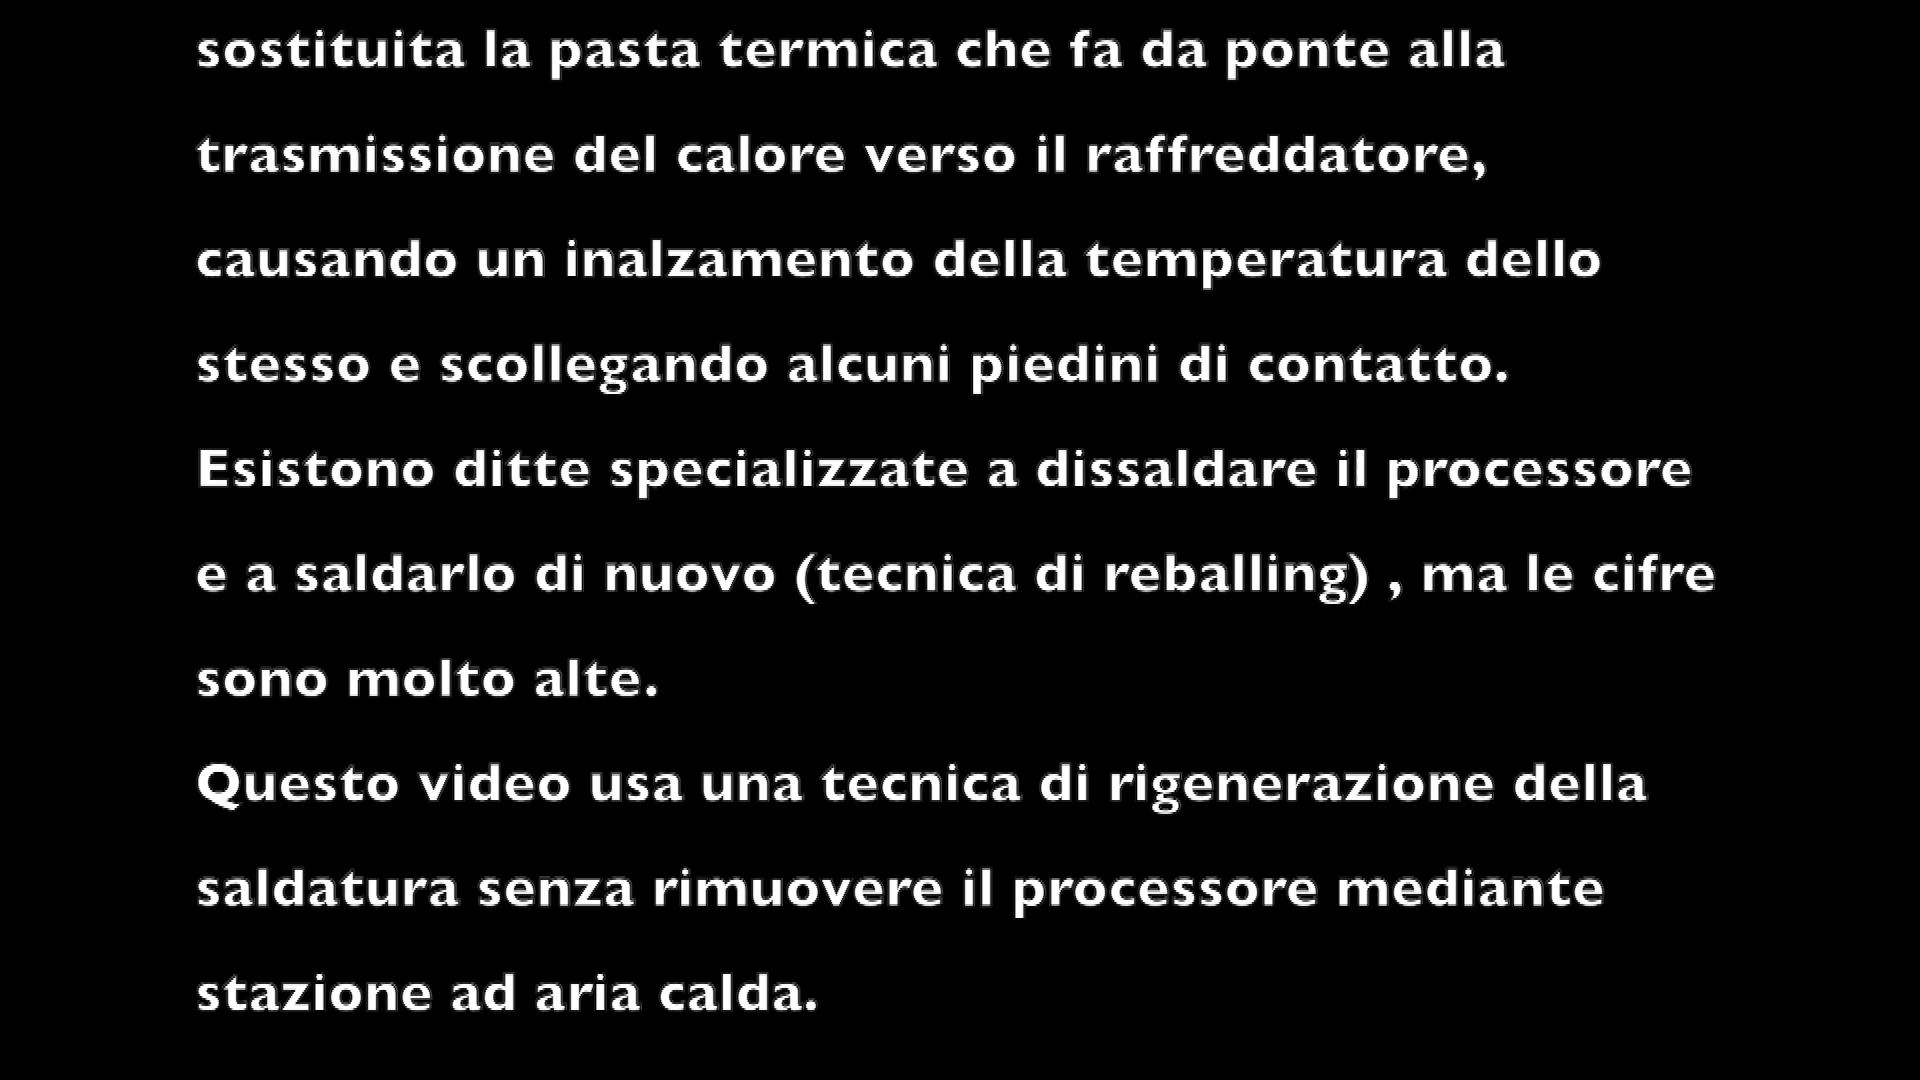 sostituita la pasta termica che fa da ponte alla
trasmissione del calore verso il raffreddatore,
causando un inalzamento della temperatura dello
stesso e scollegando alcuni piedini di contatto.
Esistono ditte specializzate a dissaldare il processore
e a saldarlo di nuovo (tecnica di reballing) , ma le cifre
sono molto alte.
Questo video usa una tecnica di rigenerazione della
saldatura senza rimuovere il processore mediante
stazione ad aria calda.